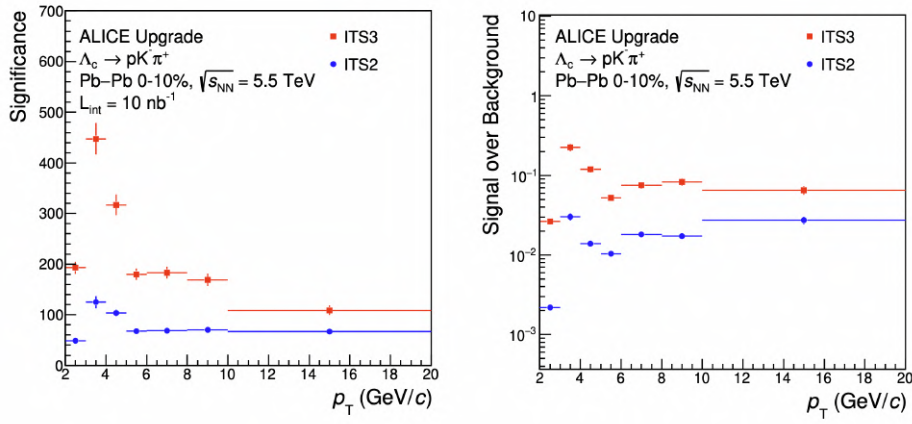 700
600
500
400
300
200
100
0
Significance
ALICE Upgrade
Λc → pK⁻π⁺
Pb–Pb 0-10%, √sNN = 5.5 TeV
Lint = 10 nb⁻¹
ITS3
ITS2
2 4 6 8 10 12 14 16 18 20
pT (GeV/c)
10
1
10⁻¹
10⁻²
10⁻³
Signal over Background
ALICE Upgrade
Λc → pK⁻π⁺
Pb–Pb 0-10%, √sNN = 5.5 TeV
ITS3
ITS2
2 4 6 8 10 12 14 16 18 20
pT (GeV/c)